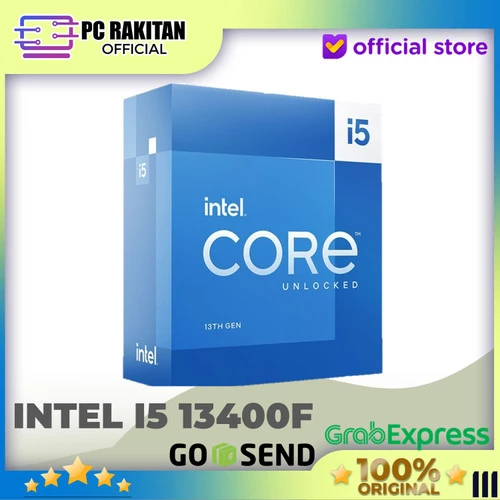 PC RAKITAN
OFFICIAL
official store
i5
i5
intel
CORE™
UNLOCKED
13TH GEN
intel
INTEL I5 13400F
GO SEND
GrabExpress
100%
ORIGINAL